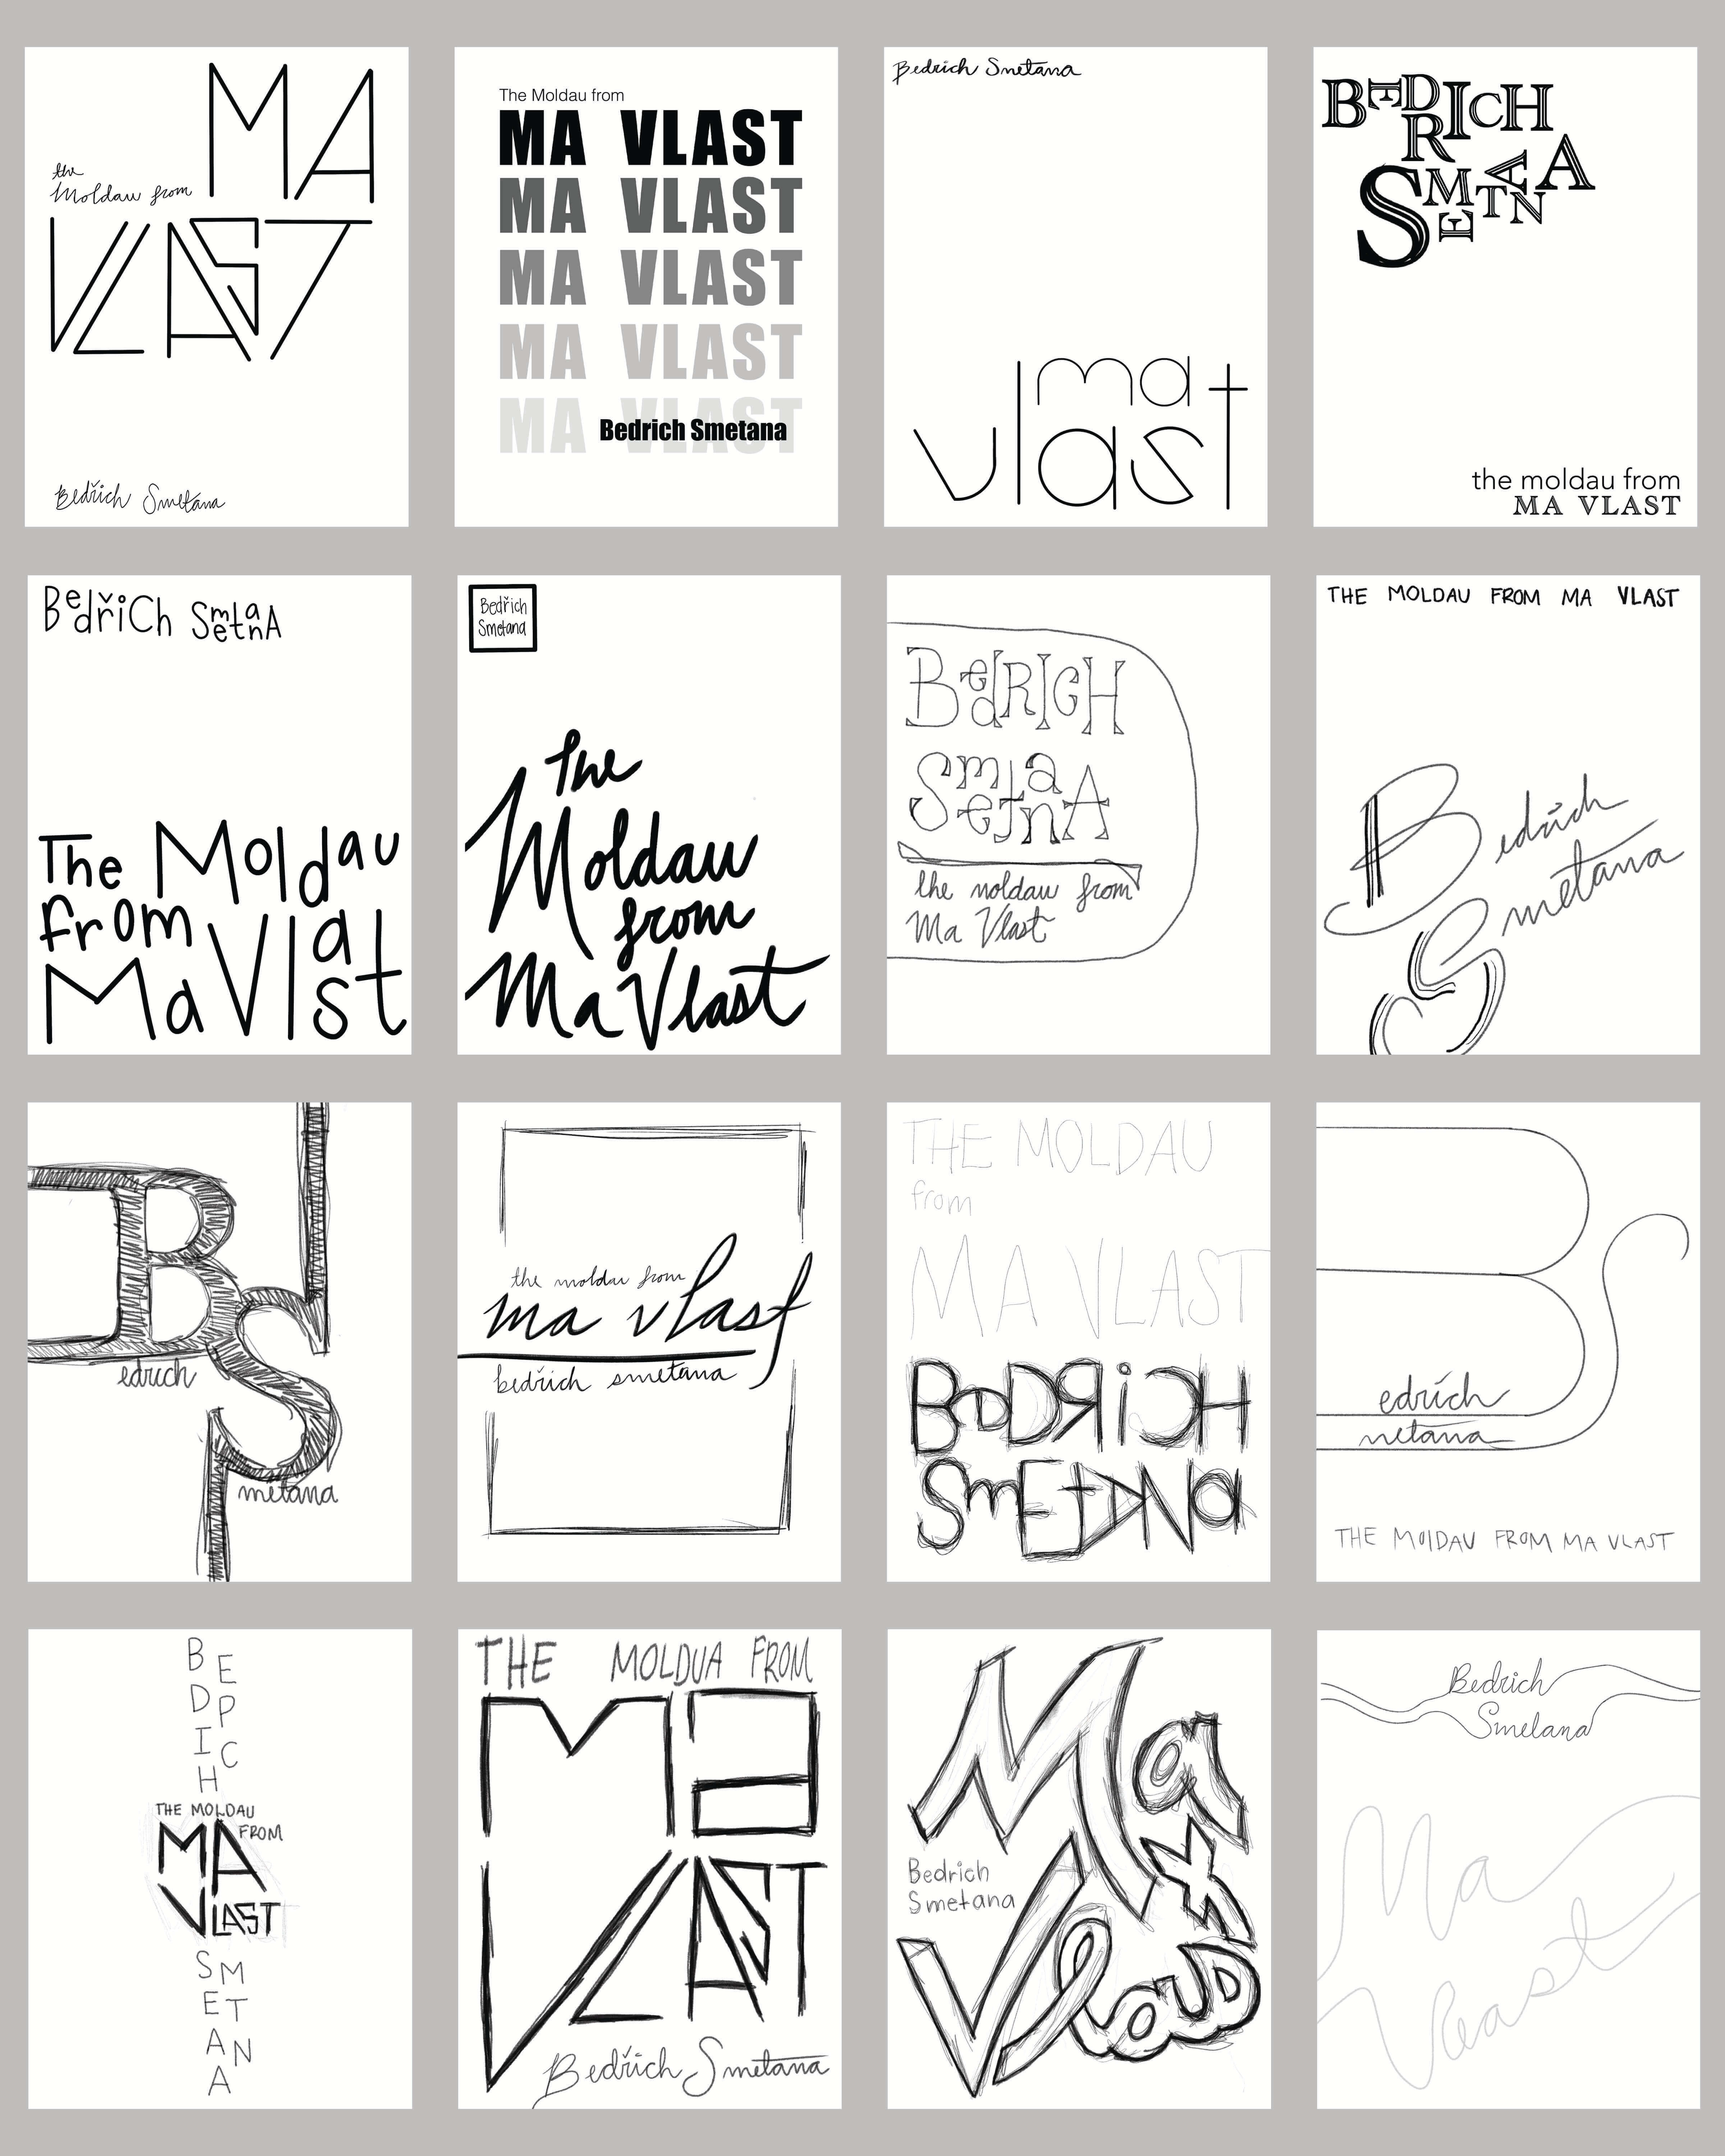 MA
the
Moldau from
VLAST
Bedřich Smetana
The Moldau from
MA VLAST
MA VLAST
MA VLAST
MA VLAST
MA VLAST
Bedrich Smetana
Bedrich Smetana
ma
vlast
BEDRICH
SMETANA
the moldau from
MA VLAST
BedřiCh SmetanA
The Moldau
from
Ma Vlast
Bedřich
Smetana
The
Moldau
from
Ma Vlast
BedRICH
SmetanA
the moldau from
Ma Vlast
THE MOLDAU FROM MA VLAST
Bedrich
Smetana
B
edrich
S
metana
the moldau from
ma vlast
bedřich smetana
THE MOLDAU
from
MA VLAST
BeDRiCH
SmEtANa
B
edrich
S
metana
THE MOlDAU FROM MA VLAST
B E
D P
I C
H
THE MOLDAU
FROM
MA
VLAST
S M
E T
A N
A
THE MOLDUA FROM
Ma
VLAST
Bedřich Smetana
Ma
Bedrich
Smetana
Bedrich
Smetana
Ma
Vlast